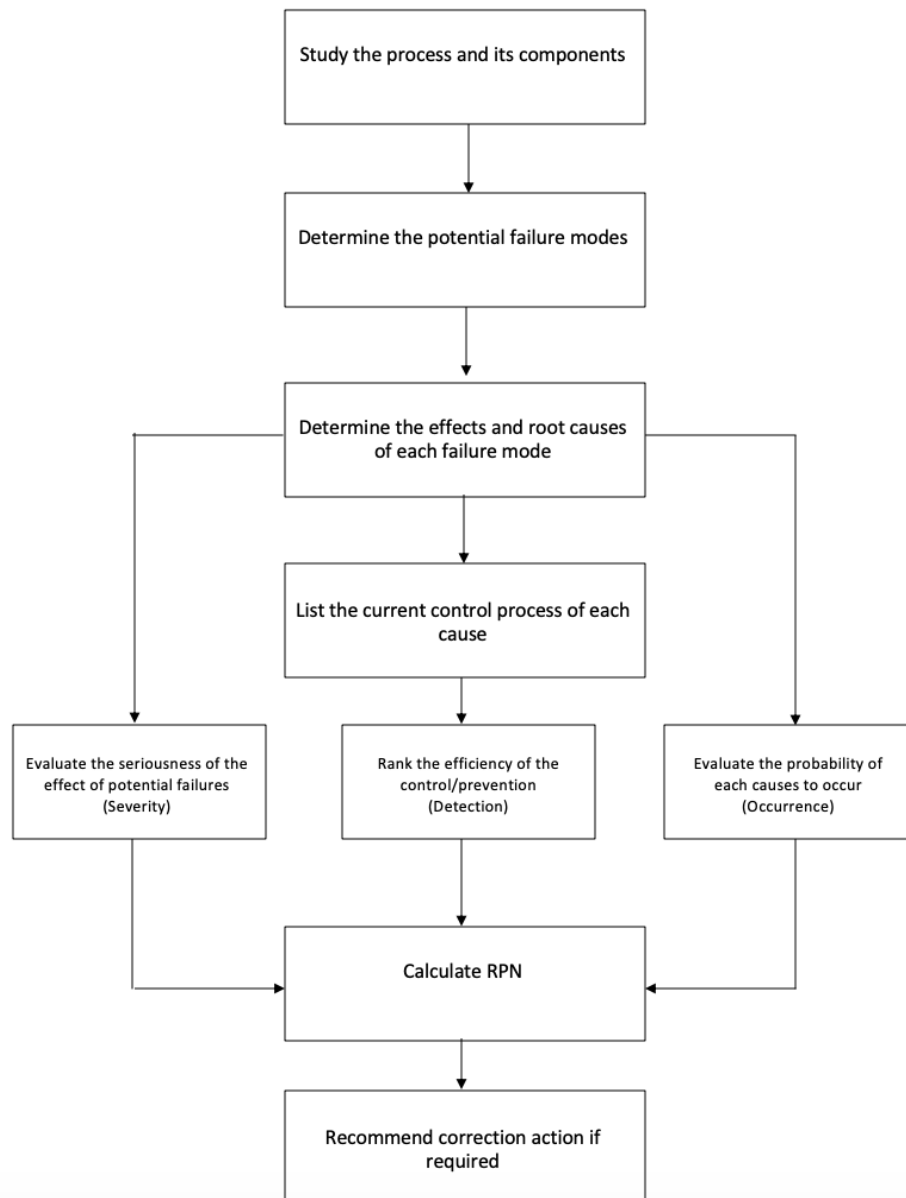 Study the process and its components
Determine the potential failure modes
Determine the effects and root causes
of each failure mode
List the current control process of each
cause
Evaluate the seriousness of the
effect of potential failures
(Severity)
Rank the efficiency of the
control/prevention
(Detection)
Evaluate the probability of
each causes to occur
(Occurrence)
Calculate RPN
Recommend correction action if
required